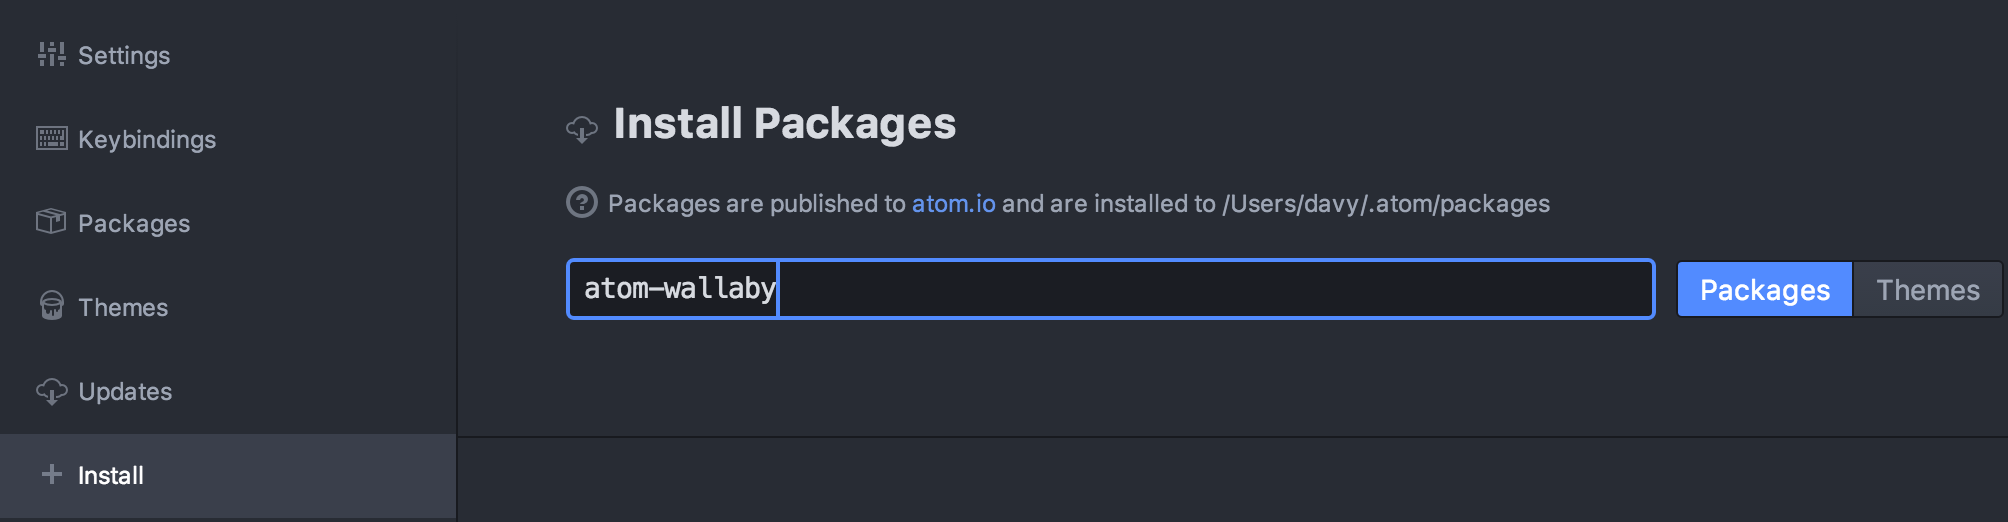 Settings
Keybindings
Packages
Themes
Updates
Install
Install Packages
Packages are published to atom.io and are installed to /Users/davy/.atom/packages
atom-wallaby
Packages
Themes